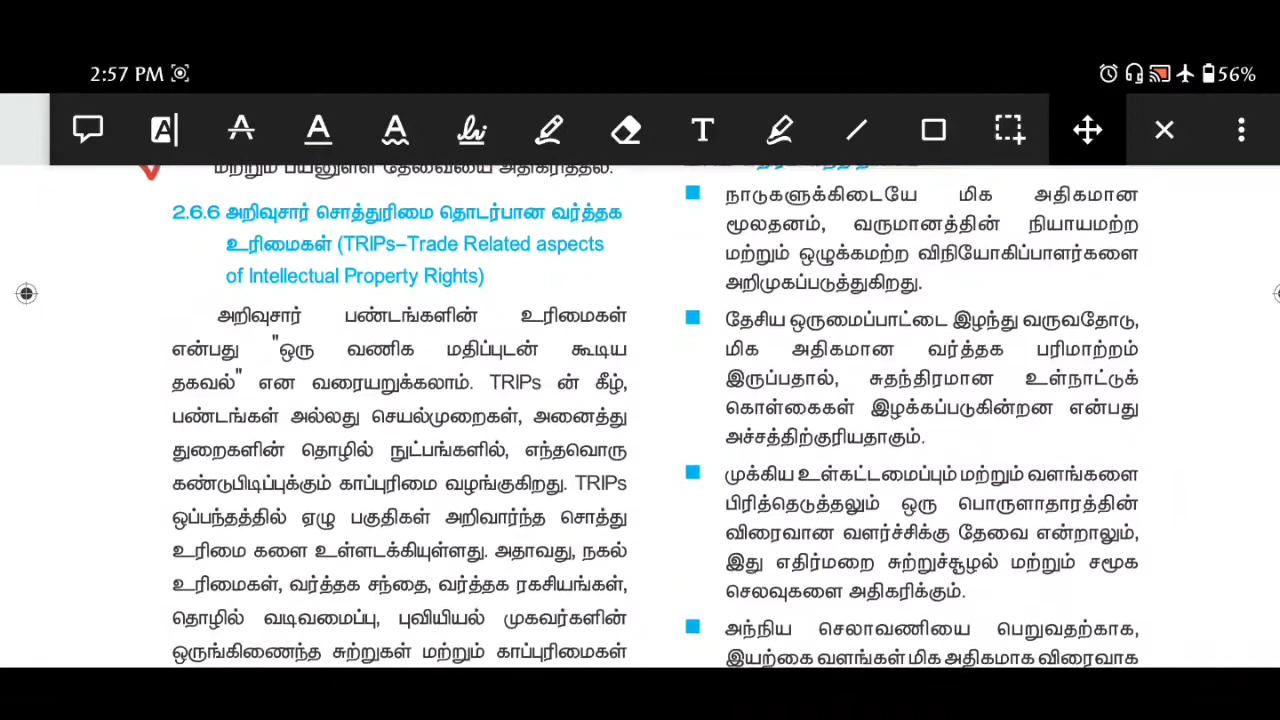 2:57 PM
56%
மற்றும் பயனுள்ள தேவையை அதிகரித்தல்.
2.6.6 அறிவுசார் சொத்துரிமை தொடர்பான வர்த்தக
உரிமைகள் (TRIPs–Trade Related aspects
of Intellectual Property Rights)
அறிவுசார் பண்டங்களின் உரிமைகள்
என்பது "ஒரு வணிக மதிப்புடன் கூடிய
தகவல்" என வரையறுக்கலாம். TRIPs ன் கீழ்,
பண்டங்கள் அல்லது செயல்முறைகள், அனைத்து
துறைகளின் தொழில் நுட்பங்களில், எந்தவொரு
கண்டுபிடிப்புக்கும் காப்புரிமை வழங்குகிறது. TRIPs
ஒப்பந்தத்தில் ஏழு பகுதிகள் அறிவார்ந்த சொத்து
உரிமை களை உள்ளடக்கியுள்ளது. அதாவது, நகல்
உரிமைகள், வர்த்தக சந்தை, வர்த்தக ரகசியங்கள்,
தொழில் வடிவமைப்பு, புவியியல் முகவர்களின்
ஒருங்கிணைந்த சுற்றுகள் மற்றும் காப்புரிமைகள்
நாடுகளுக்கிடையே மிக அதிகமான
மூலதனம், வருமானத்தின் நியாயமற்ற
மற்றும் ஒழுக்கமற்ற விநியோகிப்பாளர்களை
அறிமுகப்படுத்துகிறது.
தேசிய ஒருமைப்பாட்டை இழந்து வருவதோடு,
மிக அதிகமான வர்த்தக பரிமாற்றம்
இருப்பதால், சுதந்திரமான உள்நாட்டுக்
கொள்கைகள் இழக்கப்படுகின்றன என்பது
அச்சத்திற்குரியதாகும்.
முக்கிய உள்கட்டமைப்பும் மற்றும் வளங்களை
பிரித்தெடுத்தலும் ஒரு பொருளாதாரத்தின்
விரைவான வளர்ச்சிக்கு தேவை என்றாலும்,
இது எதிர்மறை சுற்றுச்சூழல் மற்றும் சமூக
செலவுகளை அதிகரிக்கும்.
அந்நிய செலாவணியை பெறுவதற்காக,
இயற்கை வளங்கள் மிக அதிகமாக விரைவாக